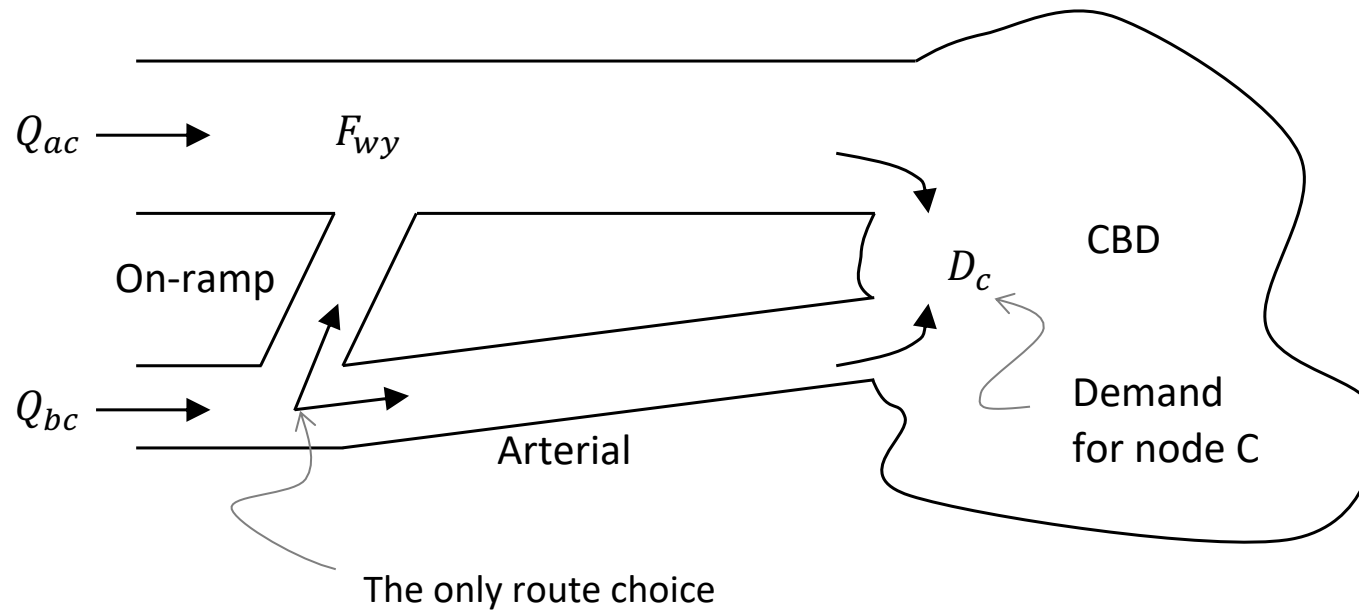 Q_ac
F_wy
On-ramp
CBD
D_c
Q_bc
Arterial
Demand
for node C
The only route choice